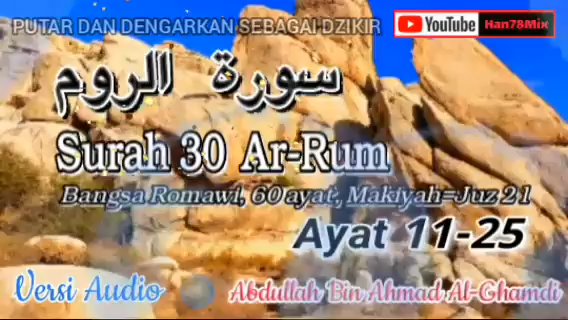 PUTAR DAN DENGARKAN SEBAGAI DZIKIR
YouTube Han78Mix
سورة الروم
Surah 30 Ar-Rum
Bangsa Romawi, 60 ayat, Makiyah=Juz 21
Ayat 11-25
Versi Audio
Abdullah Bin Ahmad Al-Ghamdi